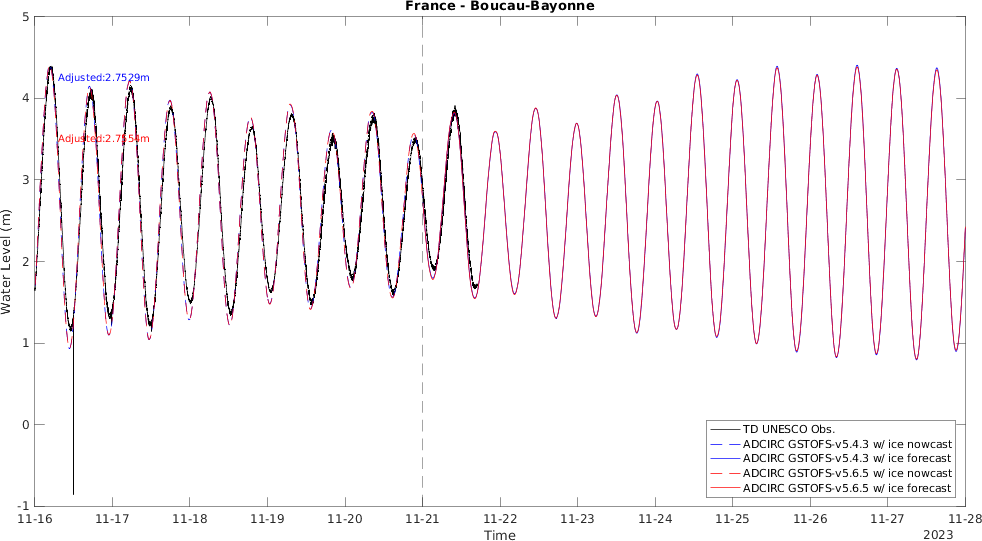 France - Boucau-Bayonne
Water Level (m)
5
4
3
2
1
0
-1
Adjusted:2.7529m
Adjusted:2.7554m
TD UNESCO Obs.
ADCIRC GSTOFS-v5.4.3 w/ ice nowcast
ADCIRC GSTOFS-v5.4.3 w/ ice forecast
ADCIRC GSTOFS-v5.6.5 w/ ice nowcast
ADCIRC GSTOFS-v5.6.5 w/ ice forecast
11-16 11-17 11-18 11-19 11-20 11-21 11-22 11-23 11-24 11-25 11-26 11-27 11-28
Time
2023